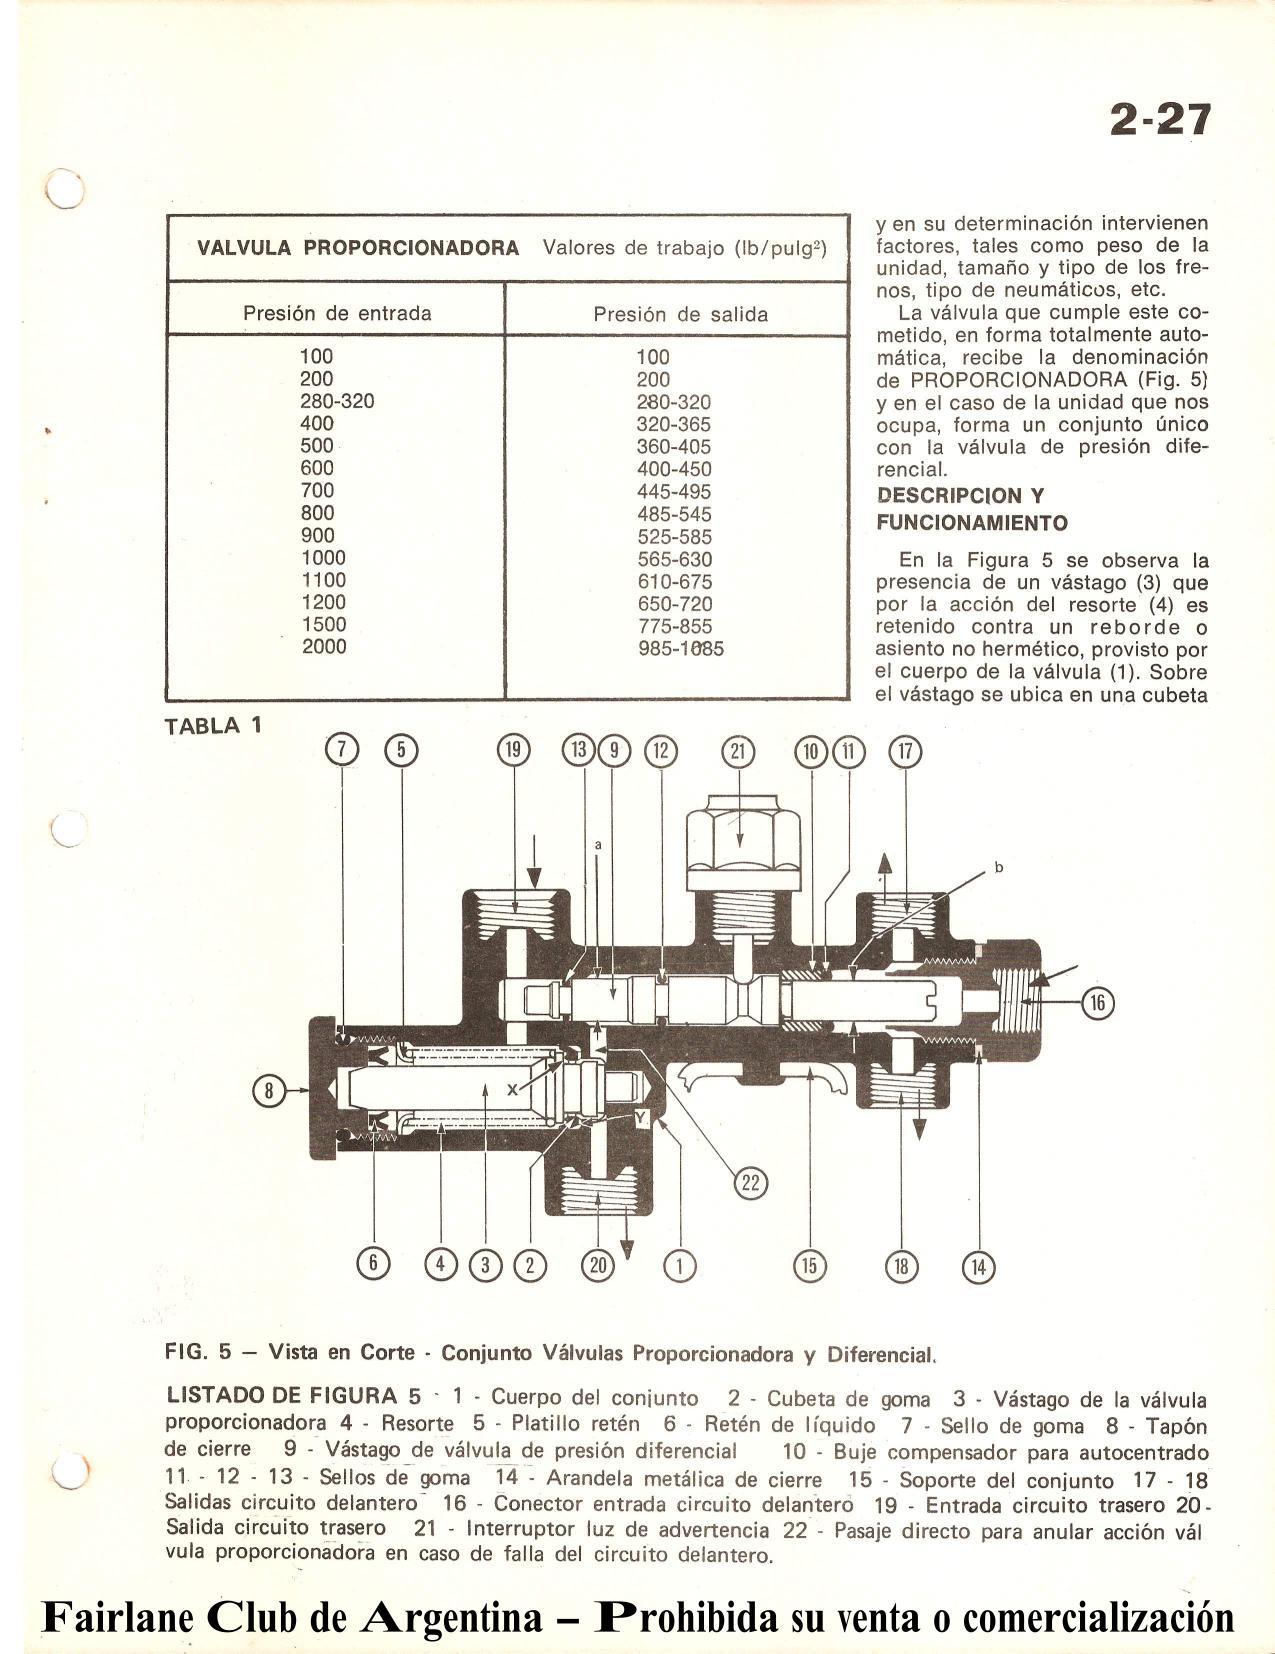 2-27
VALVULA PROPORCIONADORA Valores de trabajo (lb/pulg²)
Presión de entrada Presión de salida
100 100
200 200
280-320 280-320
400 320-365
500 360-405
600 400-450
700 445-495
800 485-545
900 525-585
1000 565-630
1100 610-675
1200 650-720
1500 775-855
2000 985-1085
TABLA 1
y en su determinación intervienen
factores, tales como peso de la
unidad, tamaño y tipo de los fre-
nos, tipo de neumáticos, etc.
La válvula que cumple este co-
metido, en forma totalmente auto-
mática, recibe la denominación
de PROPORCIONADORA (Fig. 5)
y en el caso de la unidad que nos
ocupa, forma un conjunto único
con la válvula de presión dife-
rencial.
DESCRIPCION Y
FUNCIONAMIENTO
En la Figura 5 se observa la
presencia de un vástago (3) que
por la acción del resorte (4) es
retenido contra un reborde o
asiento no hermético, provisto por
el cuerpo de la válvula (1). Sobre
el vástago se ubica en una cubeta
7 5 19 13 9 12 21 10 11 17
a
b
16
8
X
Y
22
6 4 3 2 20 1 15 18 14
FIG. 5 – Vista en Corte - Conjunto Válvulas Proporcionadora y Diferencial.
LISTADO DE FIGURA 5 - 1 - Cuerpo del conjunto 2 - Cubeta de goma 3 - Vástago de la válvula
proporcionadora 4 - Resorte 5 - Platillo retén 6 - Retén de líquido 7 - Sello de goma 8 - Tapón
de cierre 9 - Vástago de válvula de presión diferencial 10 - Buje compensador para autocentrado
11 - 12 - 13 - Sellos de goma 14 - Arandela metálica de cierre 15 - Soporte del conjunto 17 - 18
Salidas circuito delantero 16 - Conector entrada circuito delantero 19 - Entrada circuito trasero 20-
Salida circuito trasero 21 - Interruptor luz de advertencia 22 - Pasaje directo para anular acción vál
vula proporcionadora en caso de falla del circuito delantero.
Fairlane Club de Argentina – Prohibida su venta o comercialización